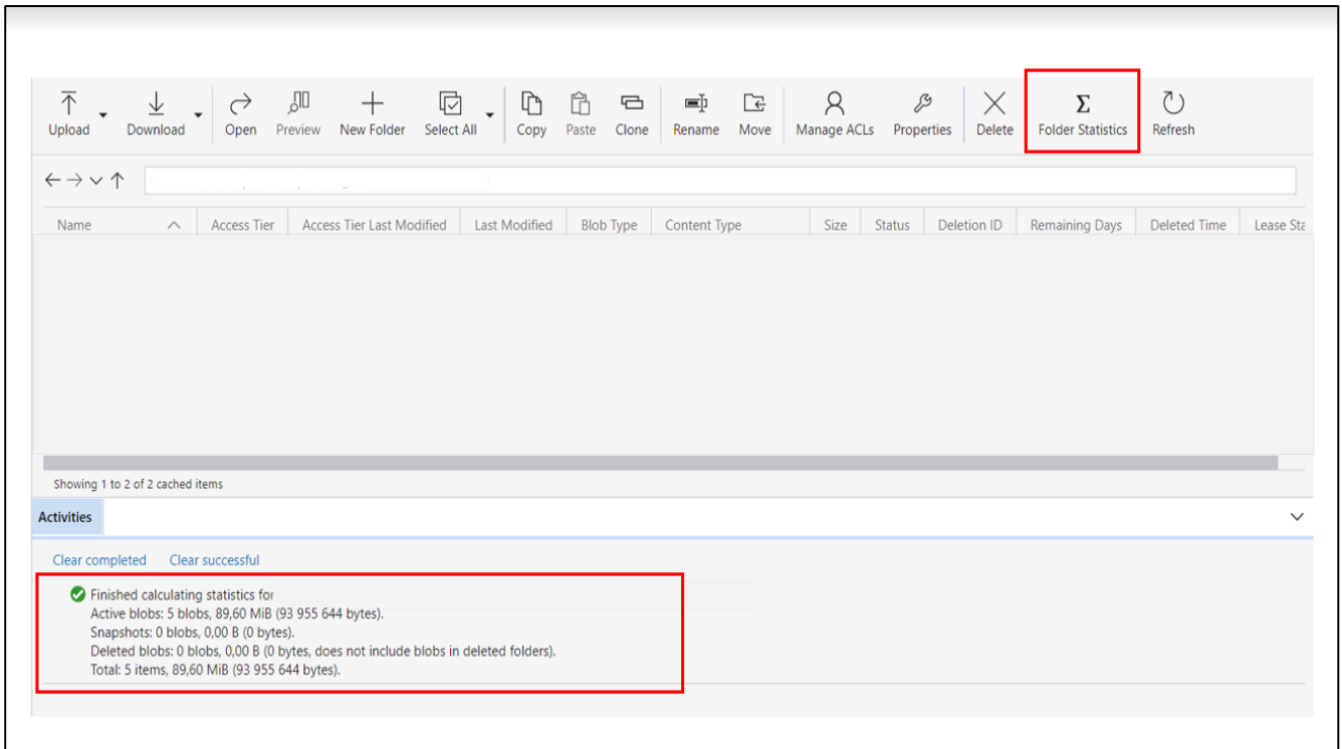 Upload Download Open Preview New Folder Select All Copy Paste Clone Rename Move Manage ACLs Properties Delete Folder Statistics Refresh
Name Access Tier Access Tier Last Modified Last Modified Blob Type Content Type Size Status Deletion ID Remaining Days Deleted Time Lease Sta
Showing 1 to 2 of 2 cached items
Activities
Clear completed Clear successful
Finished calculating statistics for
Active blobs: 5 blobs, 89,60 MiB (93 955 644 bytes).
Snapshots: 0 blobs, 0,00 B (0 bytes).
Deleted blobs: 0 blobs, 0,00 B (0 bytes, does not include blobs in deleted folders).
Total: 5 items, 89,60 MiB (93 955 644 bytes).